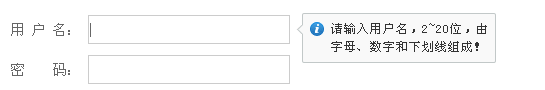 用 户 名：
请输入用户名，2~20位，由
字母、数字和下划线组成！
密 码：